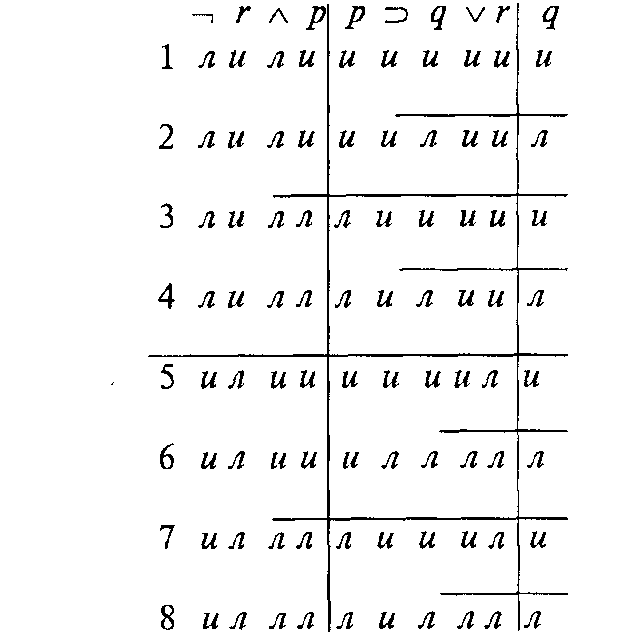 ¬ r ∧ p p ⊃ q ∨ r q
1 л и л и и и и и и и
2 л и л и и и л и и л
3 л и л л л и и и и и
4 л и л л л и л и и л
5 и л и и и и и и л и
6 и л и и и л л л л л
7 и л л л л и и и л и
8 и л л л л и л л л л